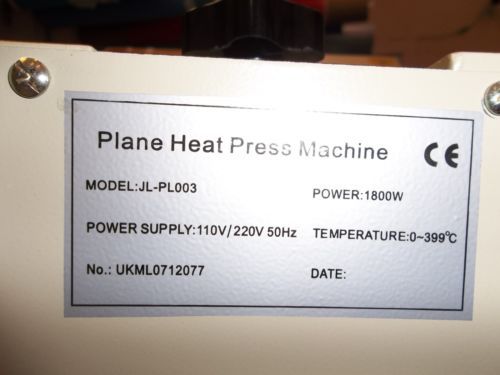 Plane Heat Press Machine CE
MODEL:JL-PL003 POWER:1800W
POWER SUPPLY:110V/220V 50Hz TEMPERATURE:0~399℃
No.: UKML0712077 DATE: